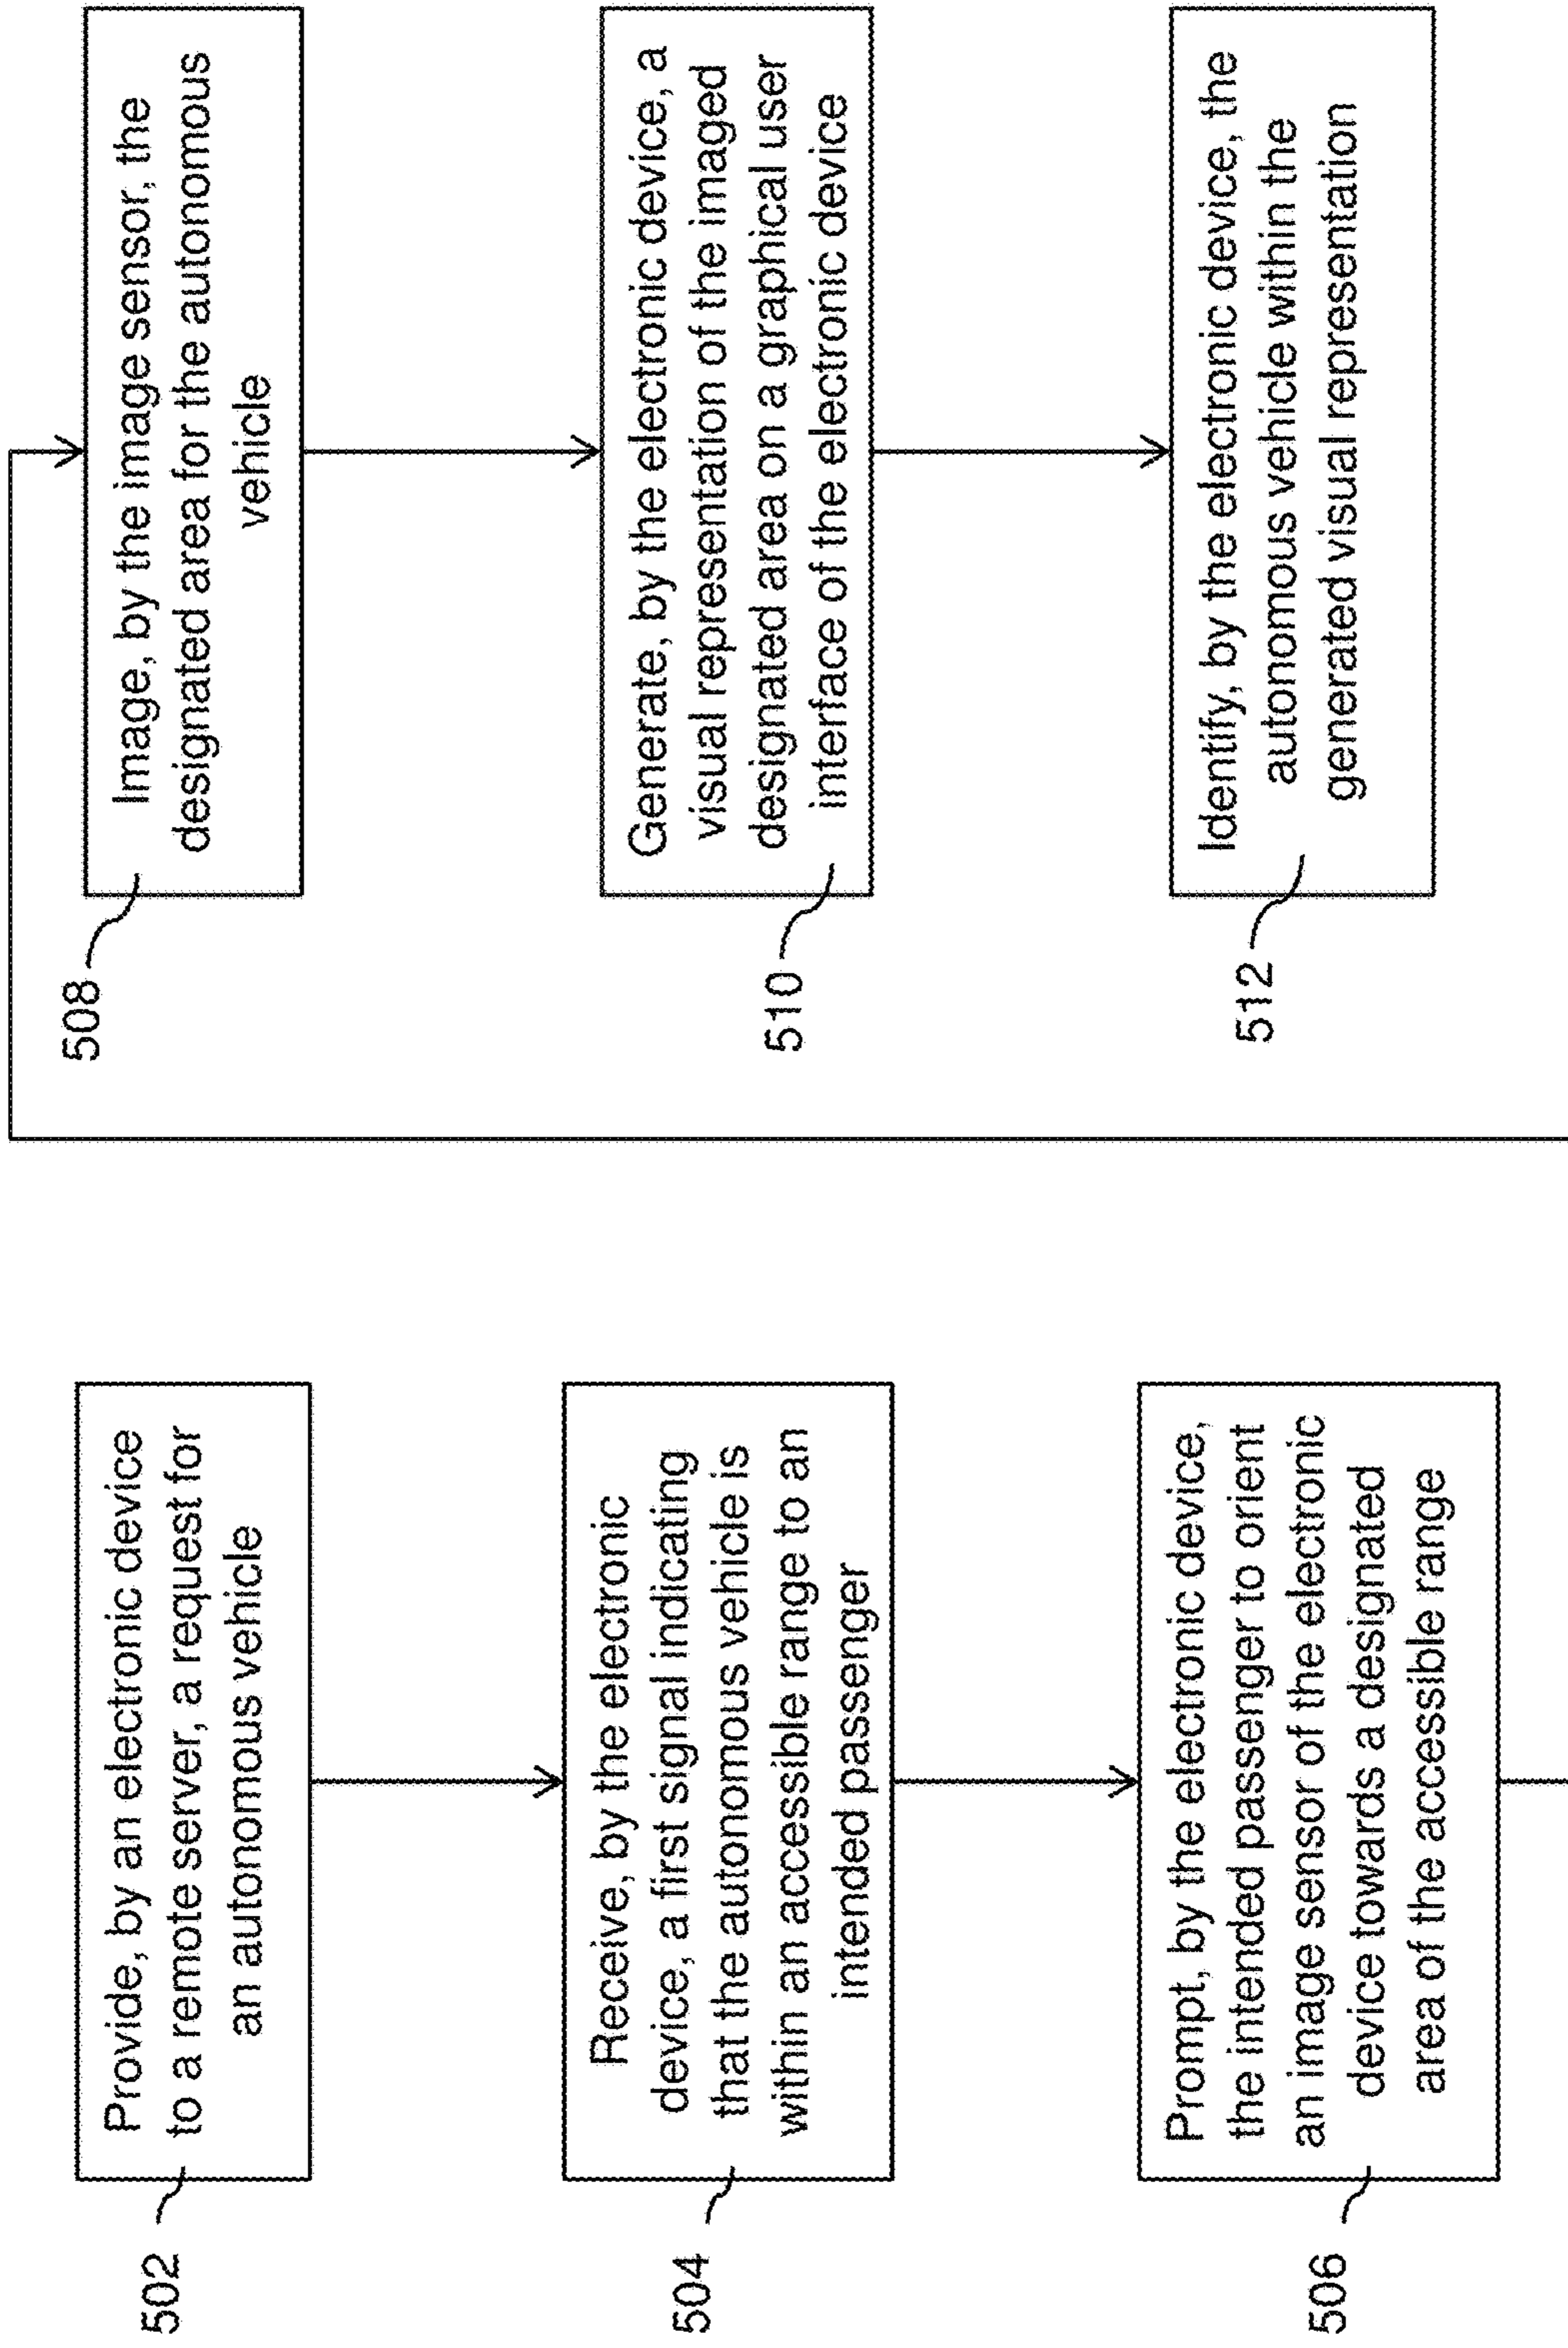 502
Provide, by an electronic device
to a remote server, a request for
an autonomous vehicle
504
Receive, by the electronic
device, a first signal indicating
that the autonomous vehicle is
within an accessible range to an
intended passenger
506
Prompt, by the electronic device,
the intended passenger to orient
an image sensor of the electronic
device towards a designated
area of the accessible range
508
Image, by the image sensor, the
designated area for the autonomous
vehicle
510
Generate, by the electronic device, a
visual representation of the imaged
designated area on a graphical user
interface of the electronic device
512
Identify, by the electronic device, the
autonomous vehicle within the
generated visual representation